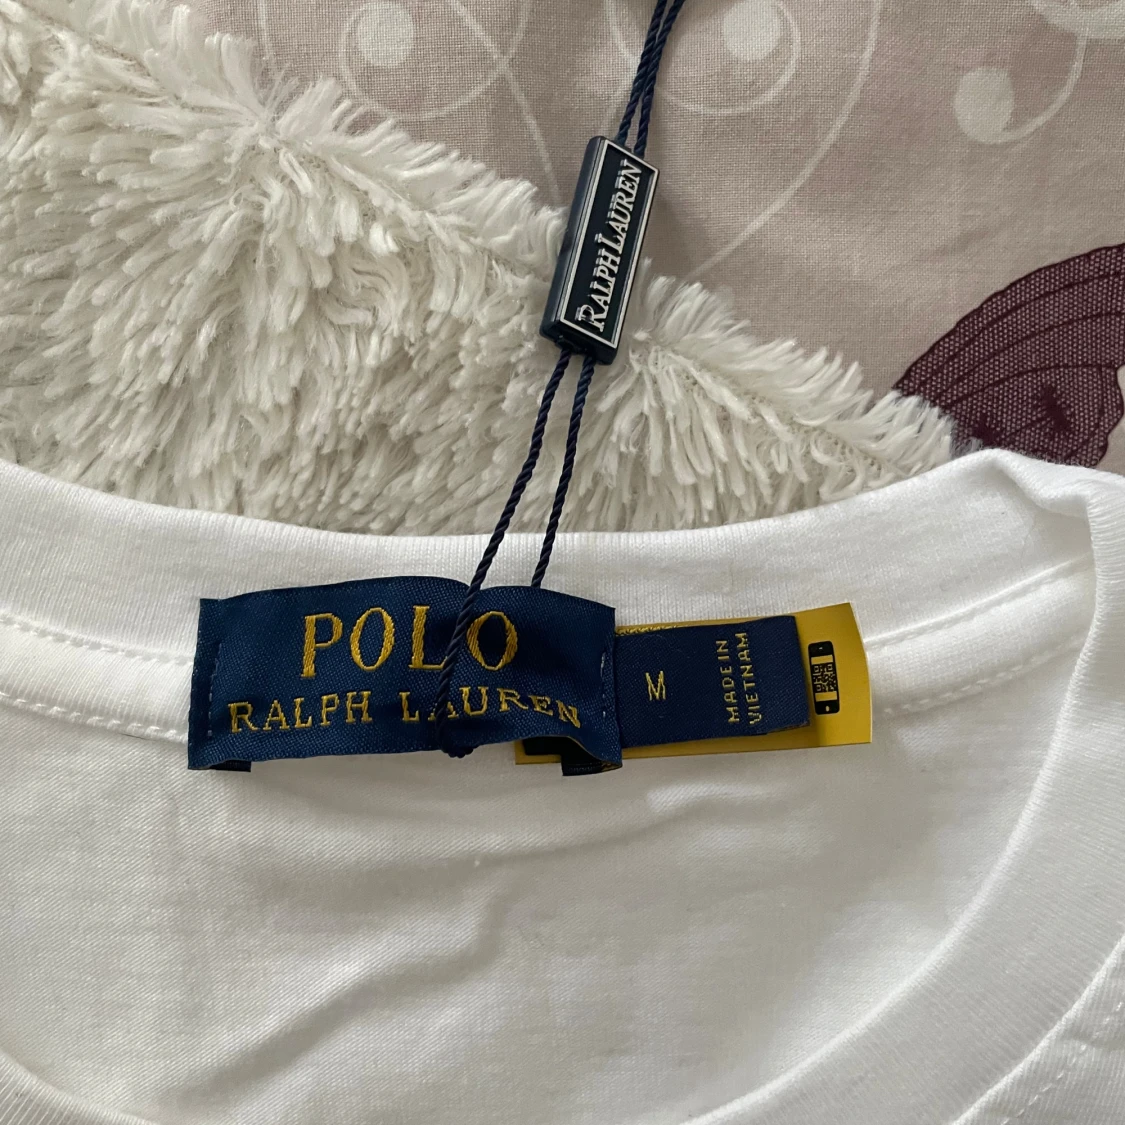 RALPH LAUREN
POLO
RALPH LAUREN
M
MADE IN
VIETNAM